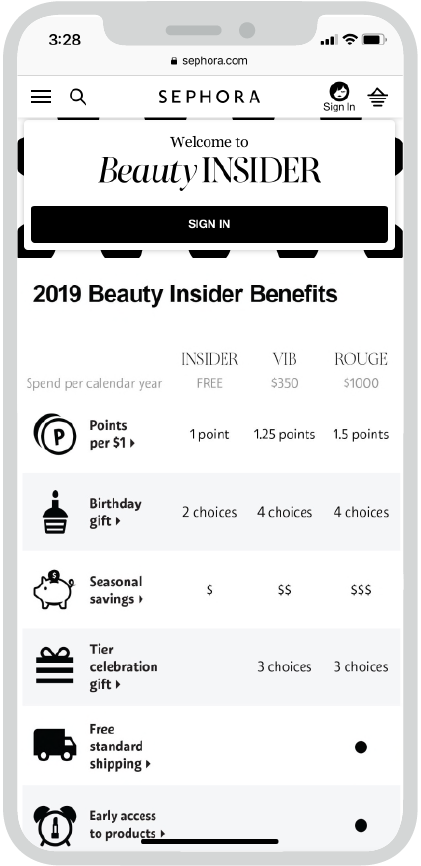 3:28
sephora.com
SEPHORA
Sign In
Welcome to
Beauty INSIDER
SIGN IN
2019 Beauty Insider Benefits
INSIDER VIB ROUGE
Spend per calendar year FREE $350 $1000
P
Points
per $1 1 point 1.25 points 1.5 points
Birthday
gift 2 choices 4 choices 4 choices
$
Seasonal
savings $ $$ $$$
Tier
celebration 3 choices 3 choices
gift
Free
standard
shipping
Early access
to products